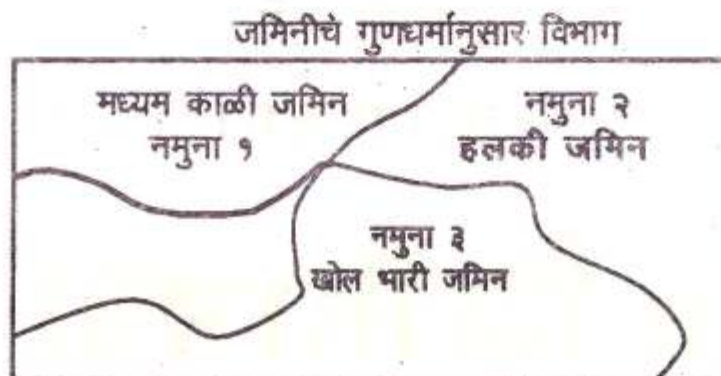 जमिनीचे गुणधर्मानुसार विभाग
मध्यम काळी जमिन
नमुना १
नमुना २
हलकी जमिन
नमुना ३
खोल भारी जमिन